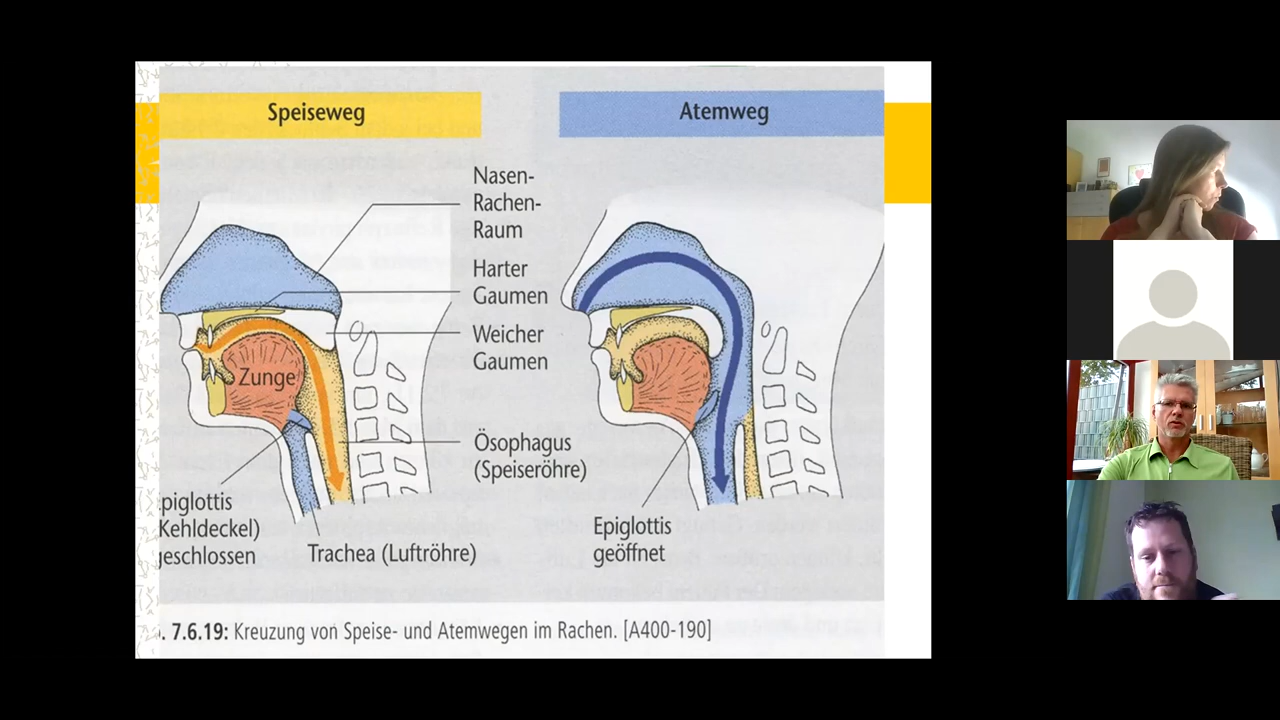 Speiseweg
Atemweg
Nasen-
Rachen-
Raum
Harter
Gaumen
Weicher
Gaumen
Zunge
Ösophagus
(Speiseröhre)
piglottis
Kehldeckel)
geschlossen
Trachea (Luftröhre)
Epiglottis
geöffnet
. 7.6.19: Kreuzung von Speise- und Atemwegen im Rachen. [A400-190]